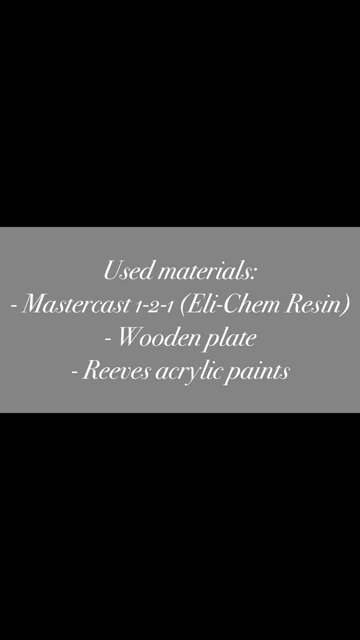 Used materials:
- Mastercast 1-2-1 (Eli-Chem Resin)
- Wooden plate
- Reeves acrylic paints